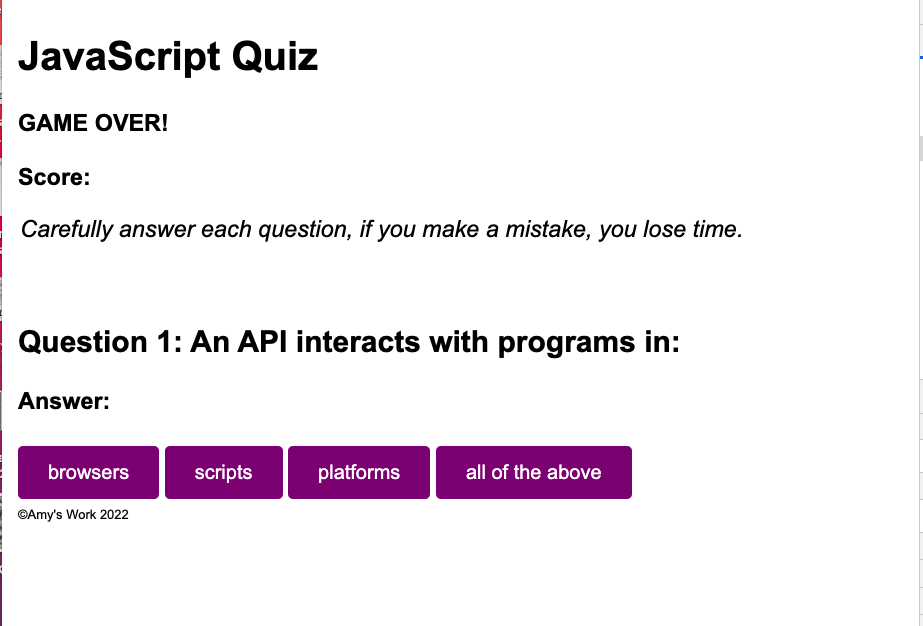 JavaScript Quiz
GAME OVER!
Score:
Carefully answer each question, if you make a mistake, you lose time.
Question 1: An API interacts with programs in:
Answer:
browsers scripts platforms all of the above
©Amy's Work 2022